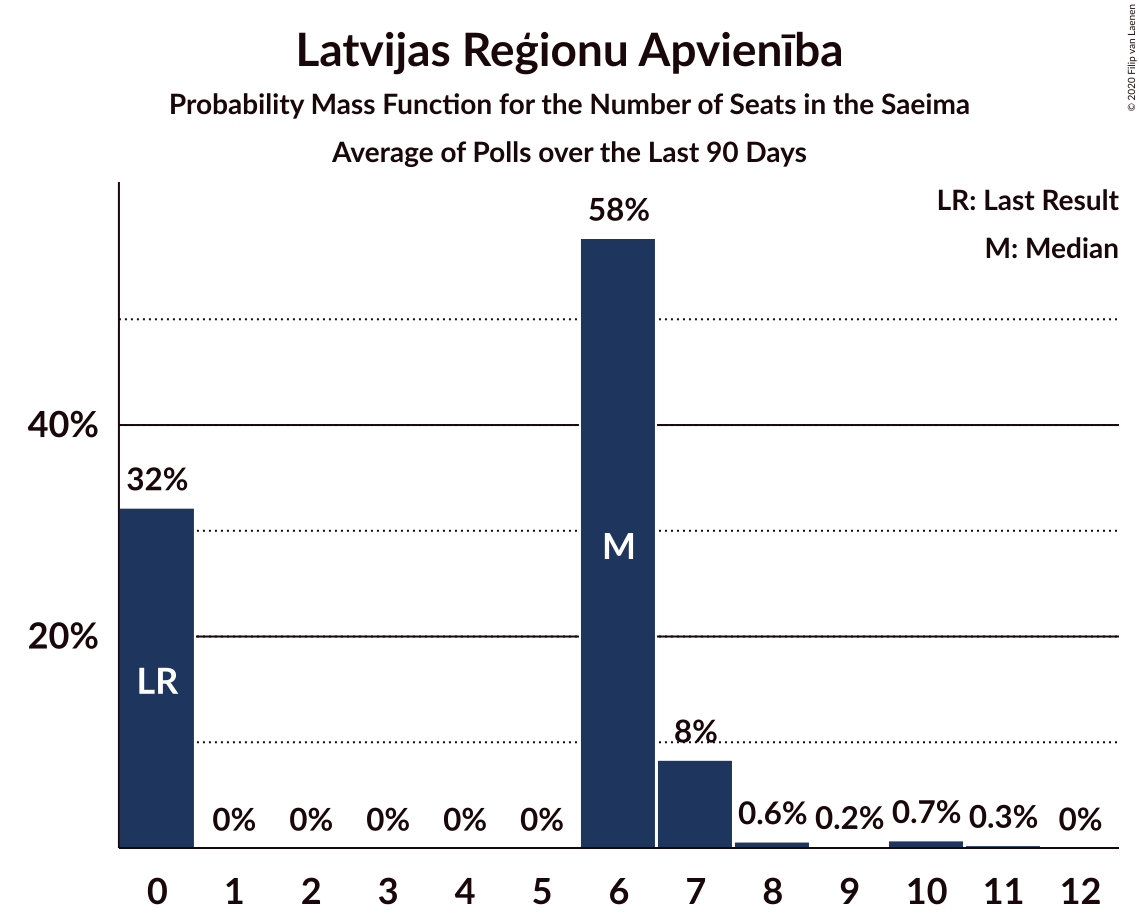 Latvijas Reģionu Apvienība
Probability Mass Function for the Number of Seats in the Saeima
Average of Polls over the Last 90 Days
© 2020 Filip van Laenen
LR: Last Result
M: Median
58%
40%
32%
M
20%
LR
8%
0% 0% 0% 0% 0% 0.6% 0.2% 0.7% 0.3% 0%
0 1 2 3 4 5 6 7 8 9 10 11 12